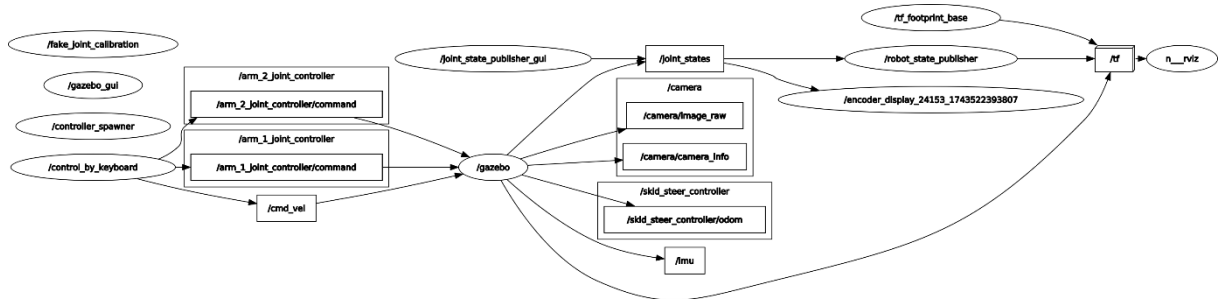 /fake_joint_calibration
/gazebo_gui
/controller_spawner
/control_by_keyboard
/arm_2_joint_controller
/arm_2_joint_controller/command
/arm_1_joint_controller
/arm_1_joint_controller/command
/cmd_vel
/joint_state_publisher_gui
/gazebo
/joint_states
/camera
/camera/image_raw
/camera/camera_info
/skid_steer_controller
/skid_steer_controller/odom
/imu
/tf_footprint_base
/robot_state_publisher
/encoder_display_24153_1743522393807
/tf
n___rviz